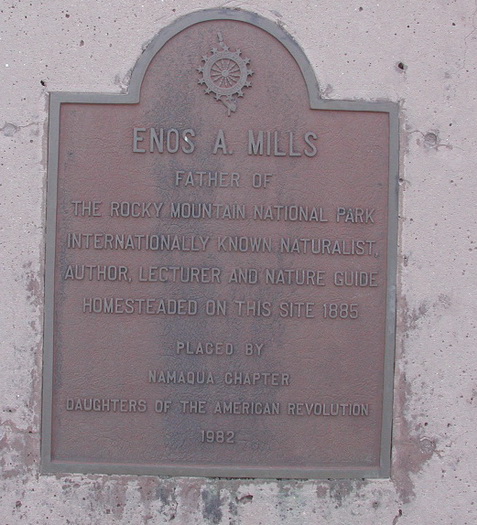 ENOS A. MILLS
FATHER OF
THE ROCKY MOUNTAIN NATIONAL PARK
INTERNATIONALLY KNOWN NATURALIST,
AUTHOR, LECTURER AND NATURE GUIDE
HOMESTEADED ON THIS SITE 1885
PLACED BY
NAMAQUA CHAPTER
DAUGHTERS OF THE AMERICAN REVOLUTION
1982